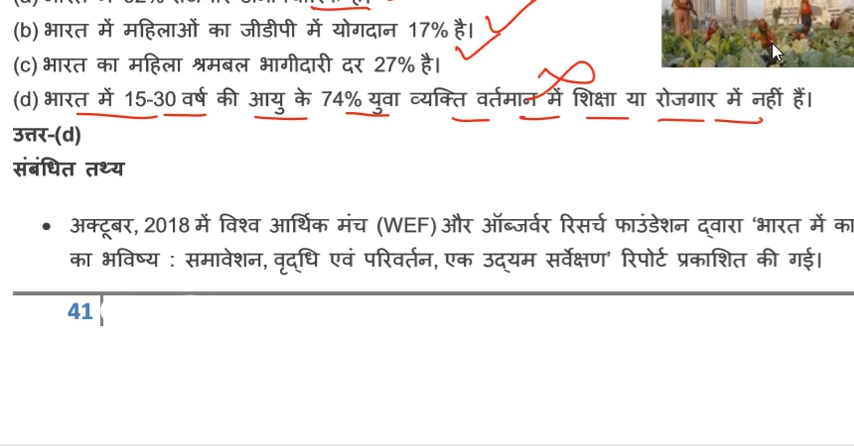 (b) भारत में महिलाओं का जीडीपी में योगदान 17% है।
(c) भारत का महिला श्रमबल भागीदारी दर 27% है।
(d) भारत में 15-30 वर्ष की आयु के 74% युवा व्यक्ति वर्तमान में शिक्षा या रोजगार में नहीं हैं।
उत्तर-(d)
संबंधित तथ्य
• अक्टूबर, 2018 में विश्व आर्थिक मंच (WEF) और ऑब्जर्वर रिसर्च फाउंडेशन द्वारा 'भारत में का
का भविष्य : समावेशन, वृद्धि एवं परिवर्तन, एक उद्यम सर्वेक्षण' रिपोर्ट प्रकाशित की गई।
41